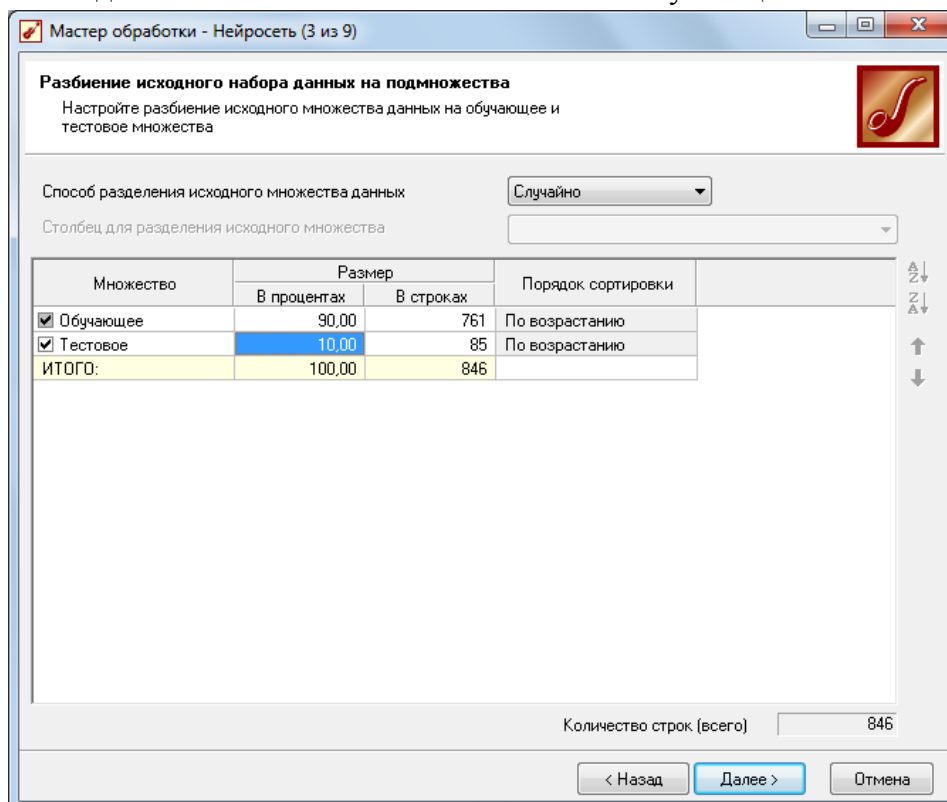 Мастер обработки - Нейросеть (3 из 9)
Разбиение исходного набора данных на подмножества
Настройте разбиение исходного множества данных на обучающее и
тестовое множества
Способ разделения исходного множества данных Случайно
Столбец для разделения исходного множества
Множество Размер Порядок сортировки
В процентах В строках
Обучающее 90,00 761 По возрастанию
Тестовое 10,00 85 По возрастанию
ИТОГО: 100,00 846
Количество строк (всего) 846
< Назад Далее > Отмена